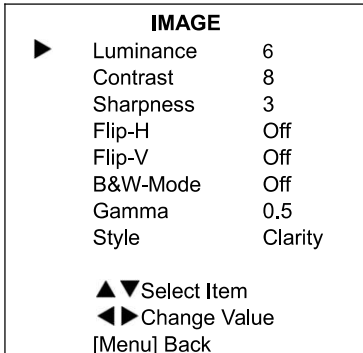 IMAGE
▶ Luminance 6
Contrast 8
Sharpness 3
Flip-H Off
Flip-V Off
B&W-Mode Off
Gamma 0.5
Style Clarity
▲▼Select Item
◀▶Change Value
[Menu] Back